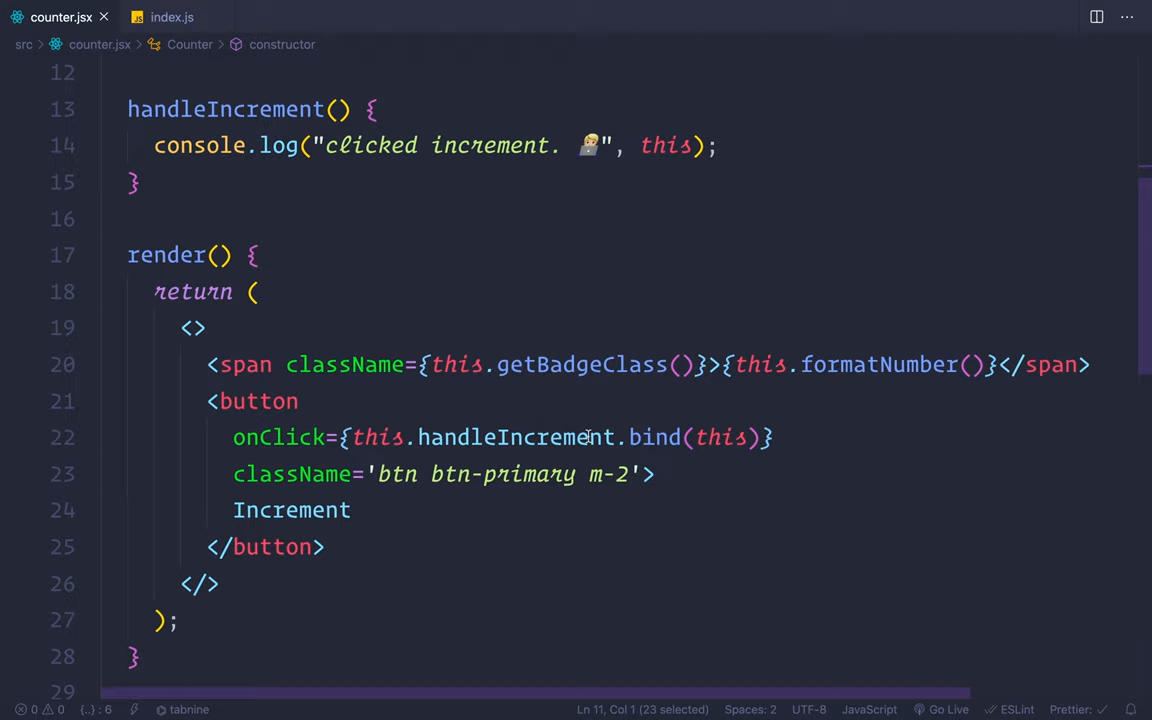 counter.jsx
index.js
src counter.jsx Counter constructor
12
13 handleIncrement() {
14 console.log("clicked increment. 🧑🏼‍💻", this);
15 }
16
17 render() {
18 return (
19 <>
20 <span className={this.getBadgeClass()}>{this.formatNumber()}</span>
21 <button
22 onClick={this.handleIncrement.bind(this)}
23 className='btn btn-primary m-2'>
24 Increment
25 </button>
26 </>
27 );
28 }
29
0 0 {..} : 6 tabnine Ln 11, Col 1 (23 selected) Spaces: 2 UTF-8 JavaScript Go Live ESLint Prettier: ✓